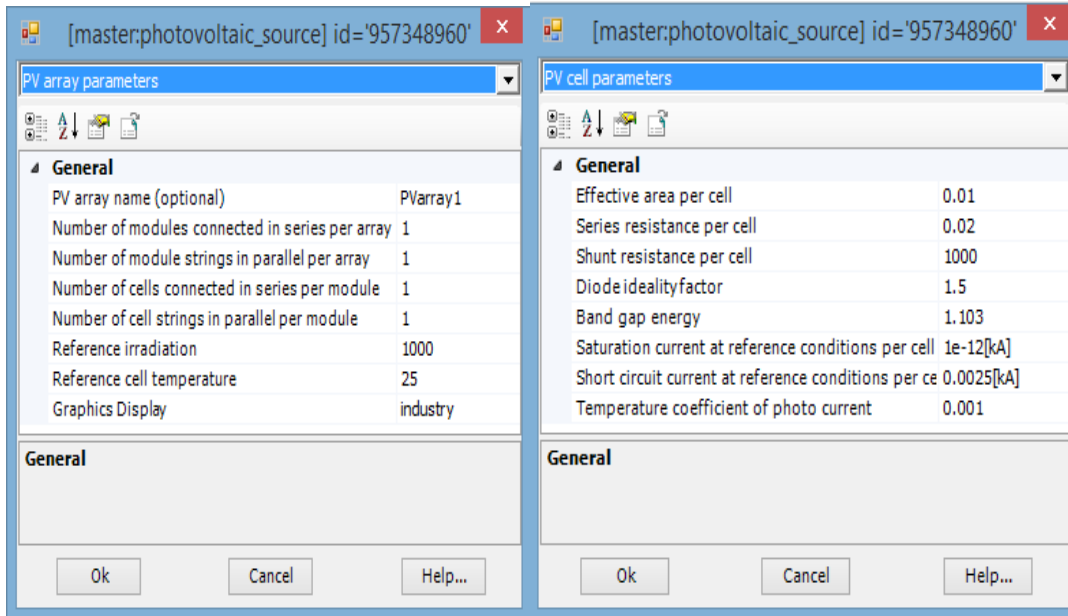 [master:photovoltaic_source] id='957348960' x
PV array parameters
General
PV array name (optional) PVarray1
Number of modules connected in series per array 1
Number of module strings in parallel per array 1
Number of cells connected in series per module 1
Number of cell strings in parallel per module 1
Reference irradiation 1000
Reference cell temperature 25
Graphics Display industry
General
Ok Cancel Help...
[master:photovoltaic_source] id='957348960' x
PV cell parameters
General
Effective area per cell 0.01
Series resistance per cell 0.02
Shunt resistance per cell 1000
Diode ideality factor 1.5
Band gap energy 1.103
Saturation current at reference conditions per cell 1e-12[kA]
Short circuit current at reference conditions per ce 0.0025[kA]
Temperature coefficient of photo current 0.001
General
Ok Cancel Help...